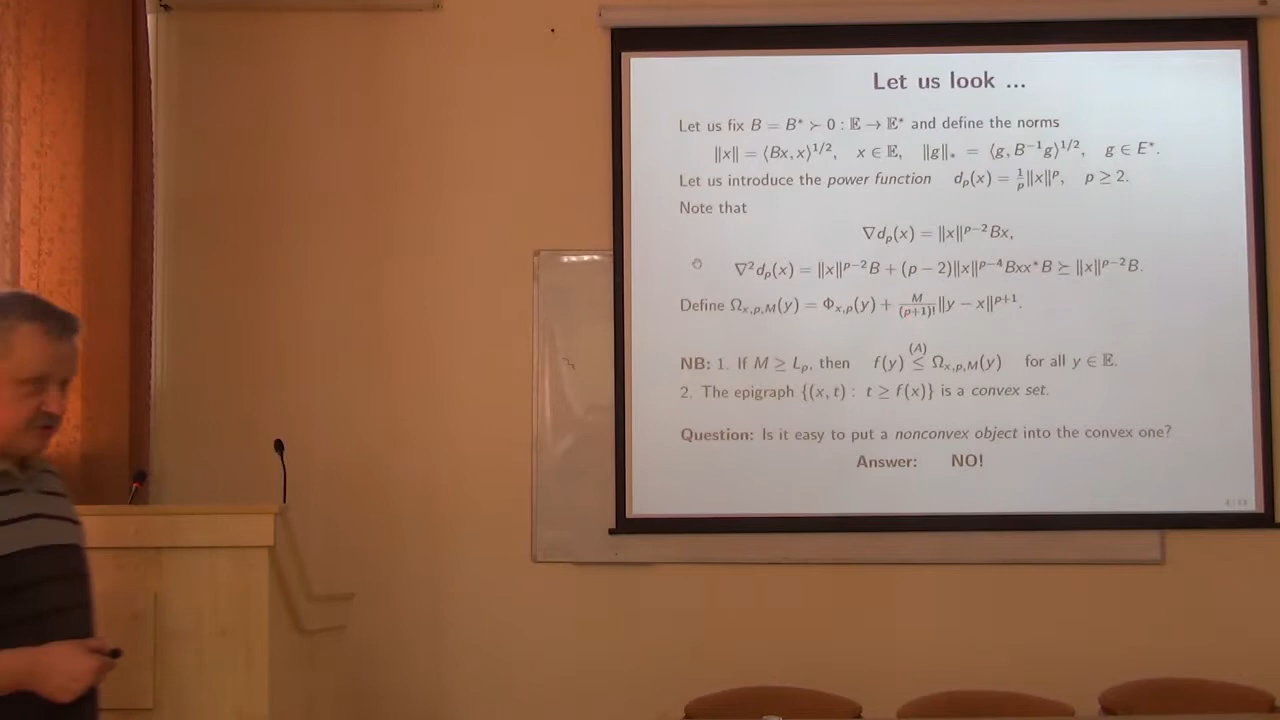 Let us look ...
Let us fix B = B* ≻ 0 : 𝔼 → 𝔼* and define the norms
‖x‖ = ⟨Bx, x⟩^{1/2}, x ∈ 𝔼, ‖g‖_* = ⟨g, B^{-1}g⟩^{1/2}, g ∈ E*.
Let us introduce the power function d_p(x) = \frac{1}{p}‖x‖^p, p ≥ 2.
Note that
∇d_p(x) = ‖x‖^{p-2}Bx,
∇²d_p(x) = ‖x‖^{p-2}B + (p − 2)‖x‖^{p-4}Bxx*B ⪰ ‖x‖^{p-2}B.
Define Ω_{x,p,M}(y) = Φ_{x,p}(y) + \frac{M}{(p+1)!}‖y − x‖^{p+1}.
NB: 1. If M ≥ L_p, then f(y) \overset{(A)}{≤} Ω_{x,p,M}(y) for all y ∈ 𝔼.
2. The epigraph {(x, t) : t ≥ f(x)} is a convex set.
Question: Is it easy to put a nonconvex object into the convex one?
Answer: NO!